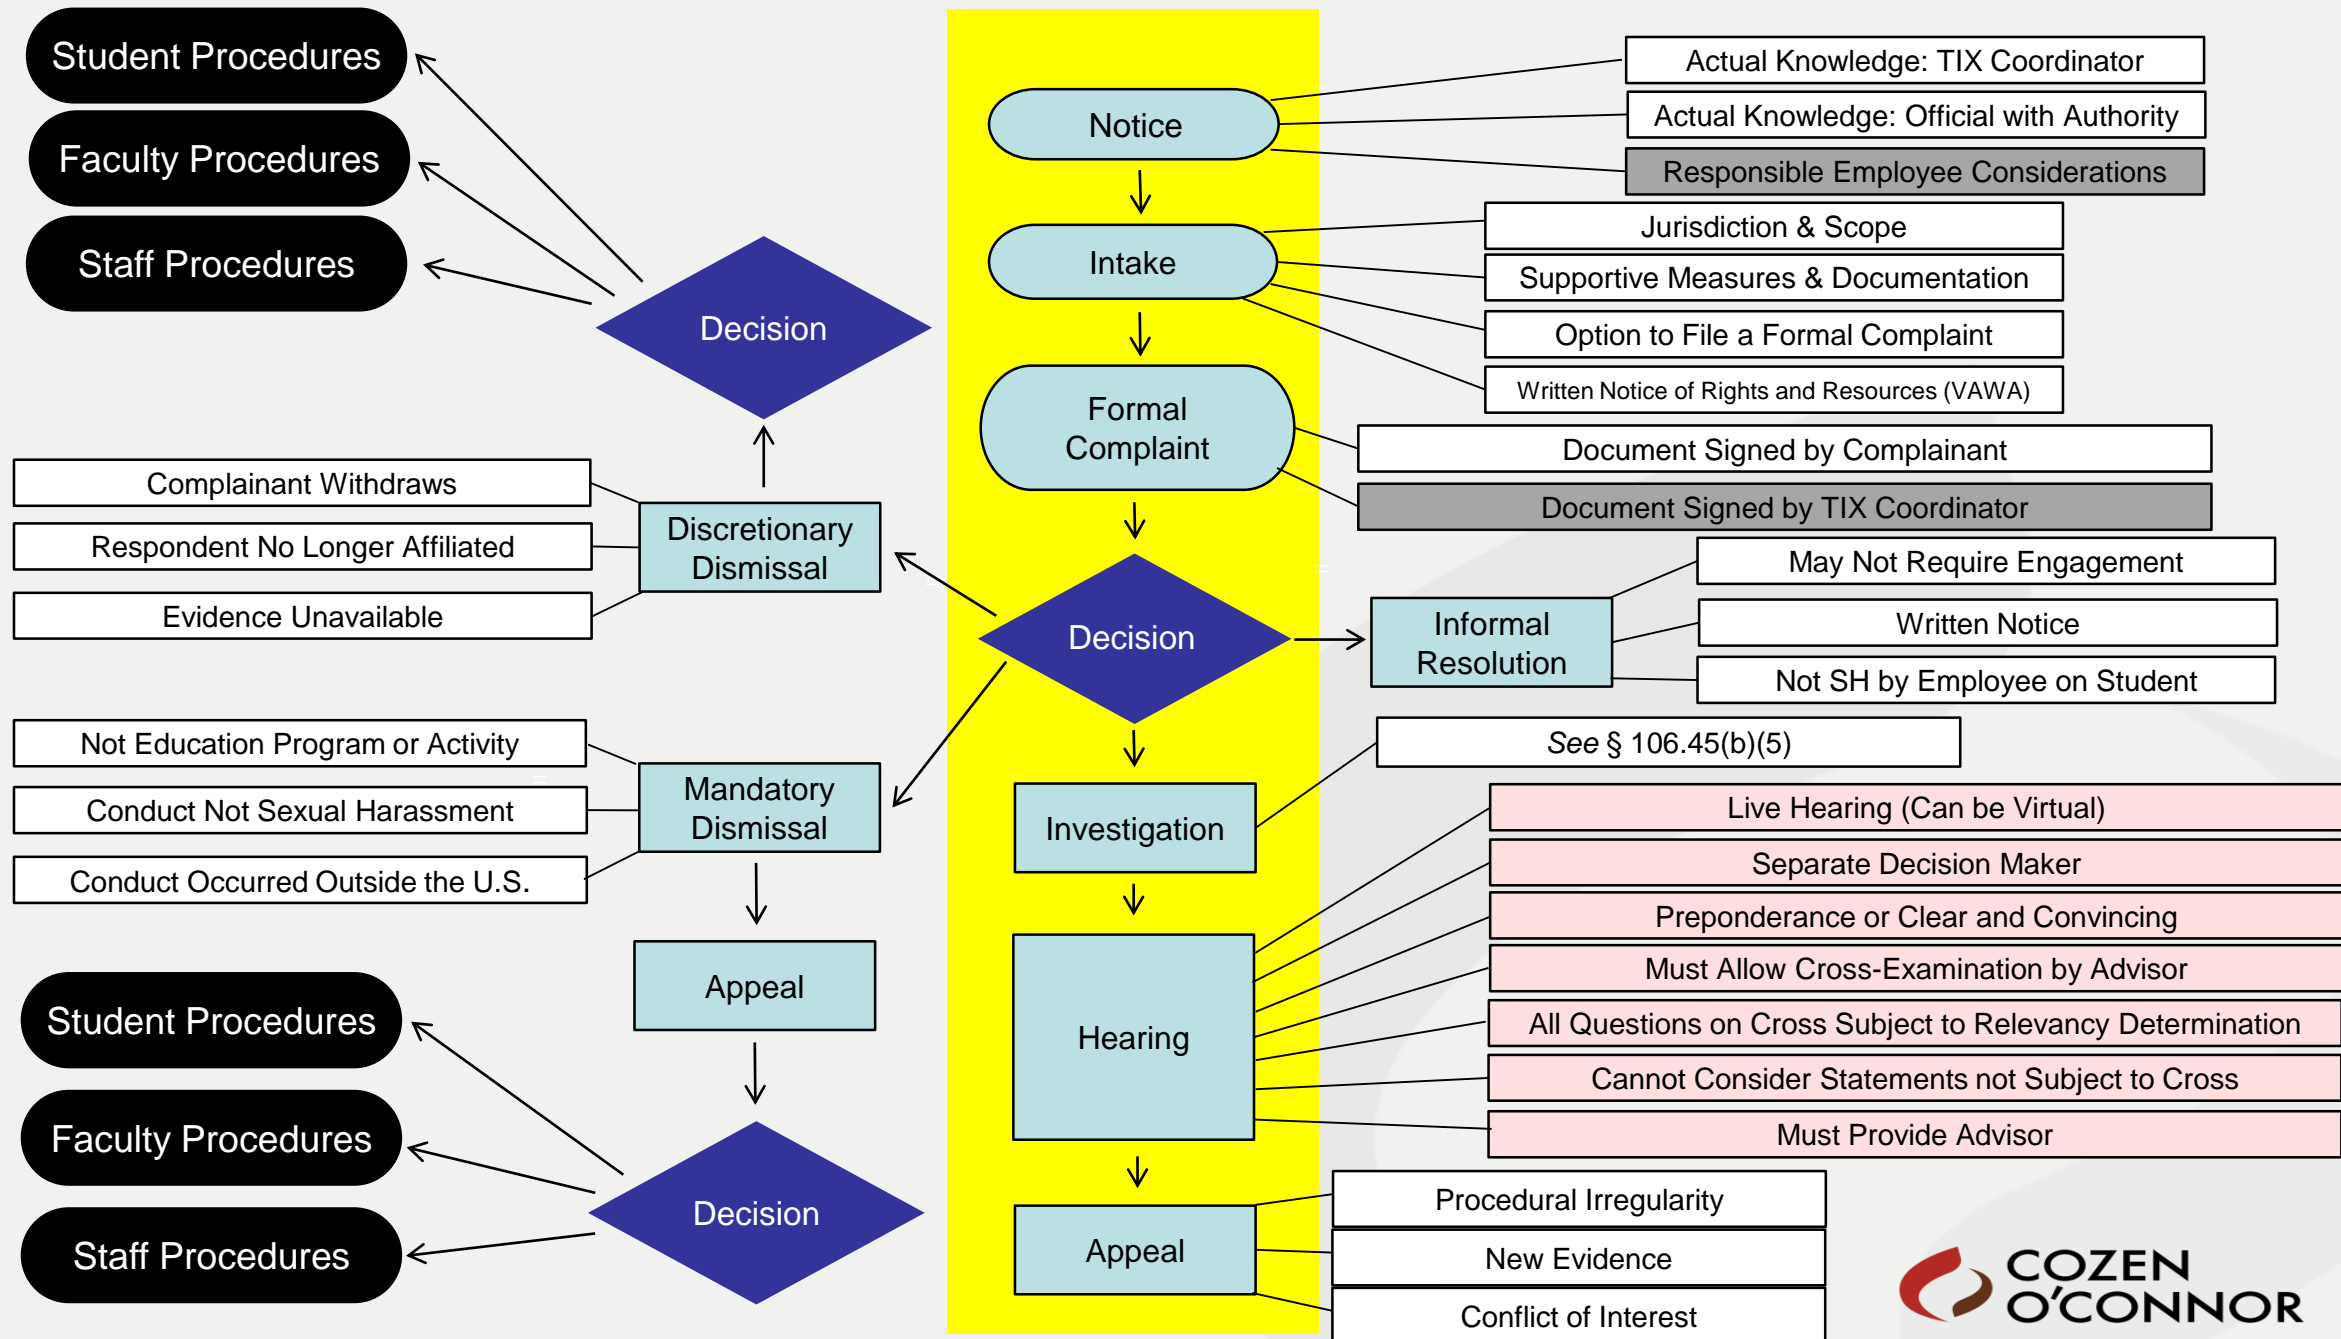 Student Procedures
Faculty Procedures
Staff Procedures
Decision
Complainant Withdraws
Respondent No Longer Affiliated
Evidence Unavailable
Discretionary
Dismissal
Not Education Program or Activity
Conduct Not Sexual Harassment
Conduct Occurred Outside the U.S.
Mandatory
Dismissal
Appeal
Student Procedures
Faculty Procedures
Staff Procedures
Decision
Notice
Actual Knowledge: TIX Coordinator
Actual Knowledge: Official with Authority
Responsible Employee Considerations
Intake
Jurisdiction & Scope
Supportive Measures & Documentation
Option to File a Formal Complaint
Written Notice of Rights and Resources (VAWA)
Formal
Complaint
Document Signed by Complainant
Document Signed by TIX Coordinator
Decision
=
=
Informal
Resolution
May Not Require Engagement
Written Notice
Not SH by Employee on Student
Investigation
See § 106.45(b)(5)
Hearing
Live Hearing (Can be Virtual)
Separate Decision Maker
Preponderance or Clear and Convincing
Must Allow Cross-Examination by Advisor
All Questions on Cross Subject to Relevancy Determination
Cannot Consider Statements not Subject to Cross
Must Provide Advisor
Appeal
Procedural Irregularity
New Evidence
Conflict of Interest
COZEN
O'CONNOR